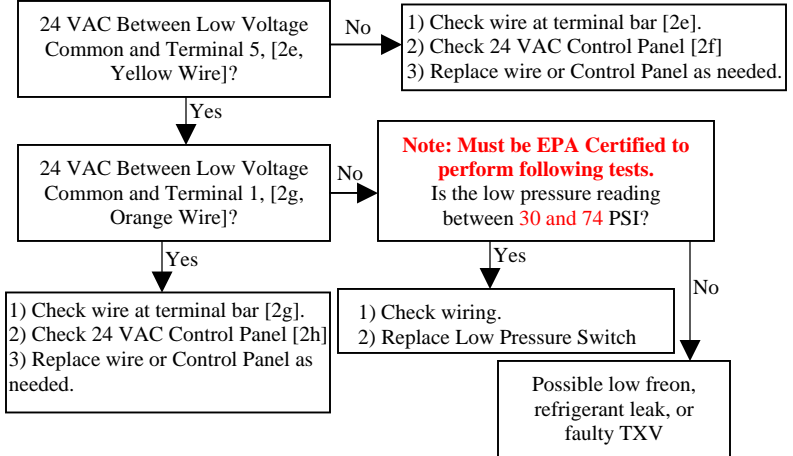 24 VAC Between Low Voltage
Common and Terminal 5, [2e,
Yellow Wire]?
No
1) Check wire at terminal bar [2e].
2) Check 24 VAC Control Panel [2f]
3) Replace wire or Control Panel as needed.
Yes
24 VAC Between Low Voltage
Common and Terminal 1, [2g,
Orange Wire]?
No
Note: Must be EPA Certified to
perform following tests.
Is the low pressure reading
between 30 and 74 PSI?
Yes
1) Check wire at terminal bar [2g].
2) Check 24 VAC Control Panel [2h]
3) Replace wire or Control Panel as
needed.
Yes
1) Check wiring.
2) Replace Low Pressure Switch
No
Possible low freon,
refrigerant leak, or
faulty TXV